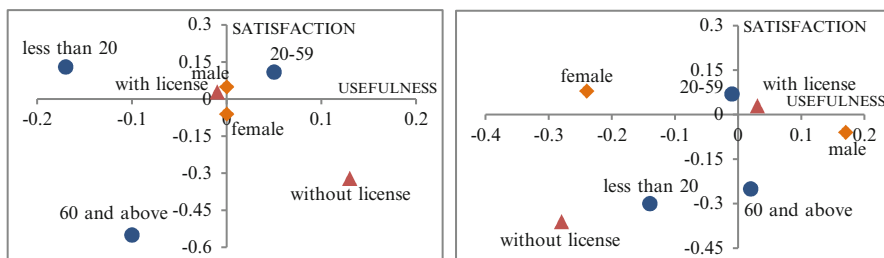 0.3
SATISFACTION
less than 20
20-59
0.15
with license
male
USEFULNESS
0
-0.2
-0.1
0
0.1
0.2
female
-0.15
-0.3
without license
-0.45
60 and above
-0.6
0.3
SATISFACTION
female
0.15
20-59
with license
USEFULNESS
0
-0.4
-0.3
-0.2
-0.1
0
0.1
0.2
male
-0.15
less than 20
-0.3
60 and above
without license
-0.45